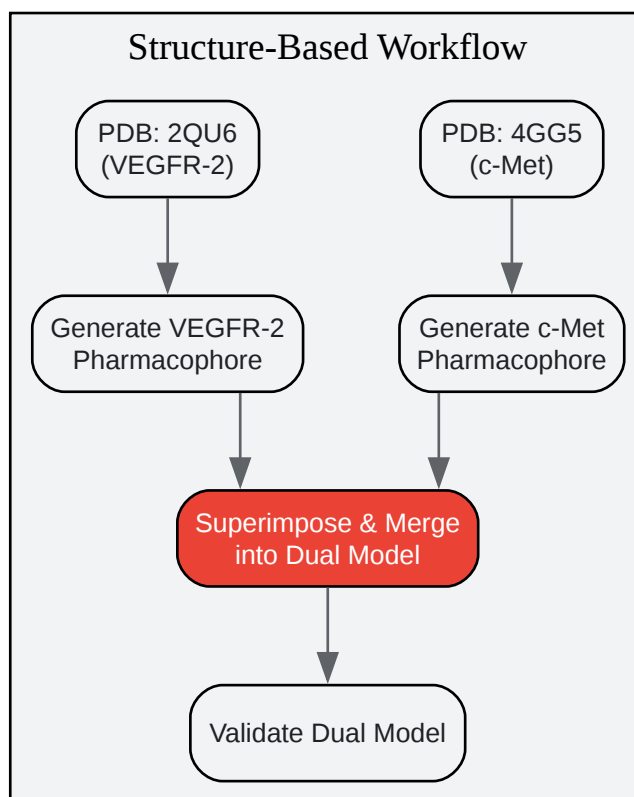 Structure-Based Workflow
PDB: 2QU6
(VEGFR-2)
PDB: 4GG5
(c-Met)
Generate VEGFR-2
Pharmacophore
Generate c-Met
Pharmacophore
Superimpose & Merge
into Dual Model
Validate Dual Model